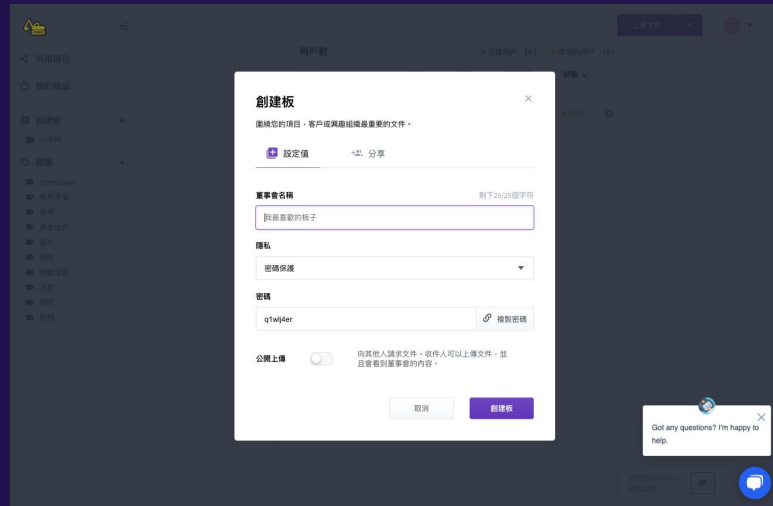 上傳文件
共用項目
用戶數
我的物品
狀態
創建板
創建板
圍繞您的項目，客戶或興趣組織最重要的文件。
設定值
分享
標籤
董事會名稱
剩下25/25個字符
我最喜歡的板子
隱私
密碼保護
密碼
q1wlj4er
複製密碼
公開上傳
向其他人請求文件。收件人可以上傳文件，並
且會看到董事會的內容。
取消
創建板
Got any questions? I'm happy to
help.